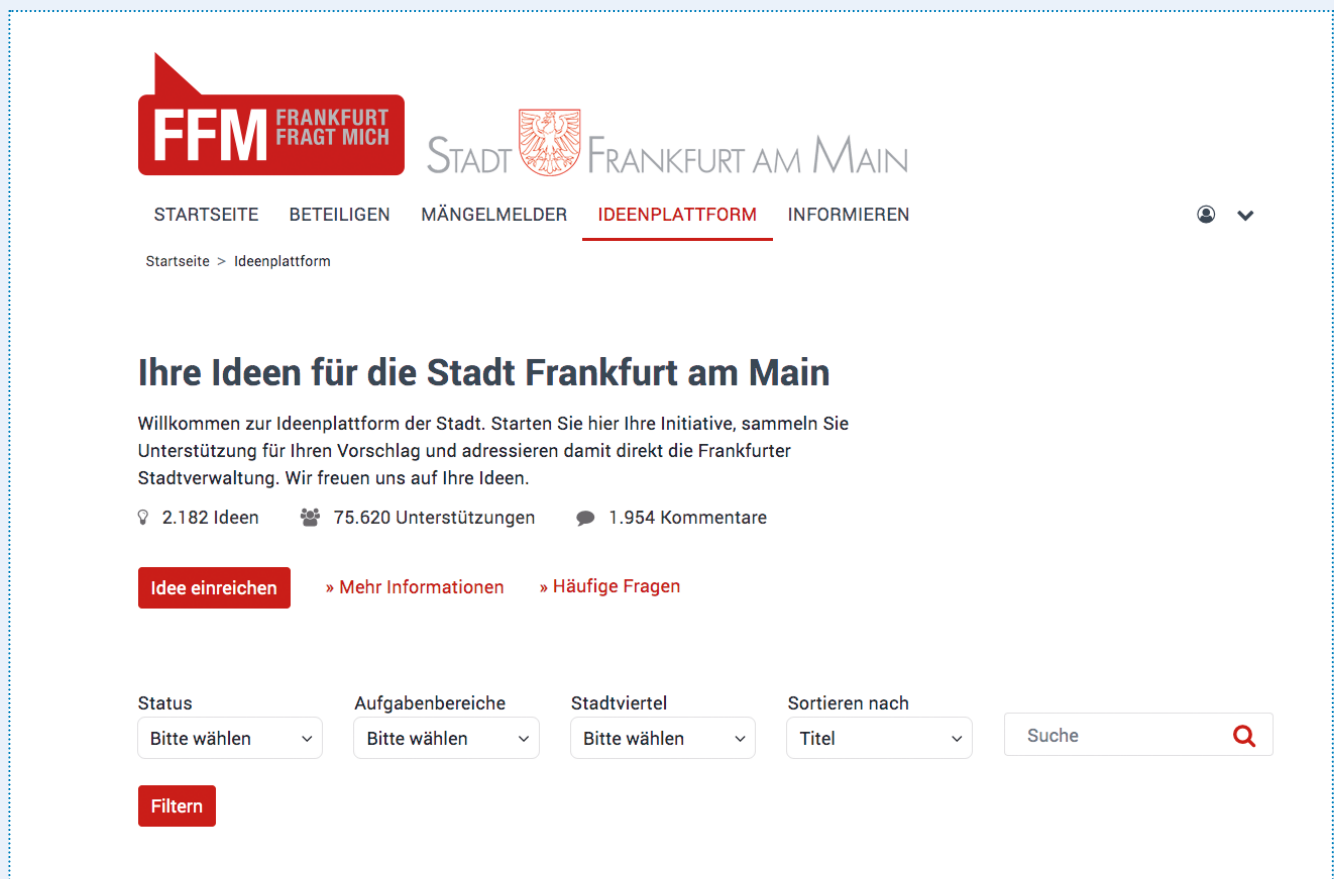 FFM FRANKFURT
FRAGT MICH
STADT FRANKFURT AM MAIN
STARTSEITE BETEILIGEN MÄNGELMELDER IDEENPLATTFORM INFORMIEREN
Startseite > Ideenplattform
Ihre Ideen für die Stadt Frankfurt am Main
Willkommen zur Ideenplattform der Stadt. Starten Sie hier Ihre Initiative, sammeln Sie
Unterstützung für Ihren Vorschlag und adressieren damit direkt die Frankfurter
Stadtverwaltung. Wir freuen uns auf Ihre Ideen.
2.182 Ideen 75.620 Unterstützungen 1.954 Kommentare
Idee einreichen » Mehr Informationen » Häufige Fragen
Status Aufgabenbereiche Stadtviertel Sortieren nach
Bitte wählen Bitte wählen Bitte wählen Titel Suche
Filtern